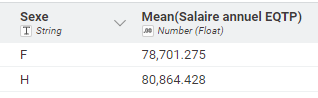 Sexe Mean(Salaire annuel EQTP)
T String Number (Float)
F 78,701.275
H 80,864.428